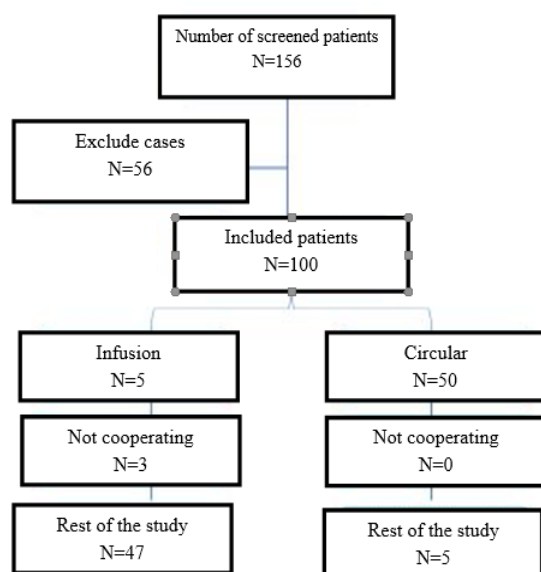 Number of screened patients
N=156
Exclude cases
N=56
Included patients
N=100
Infusion
N=5
Circular
N=50
Not cooperating
N=3
Not cooperating
N=0
Rest of the study
N=47
Rest of the study
N=5